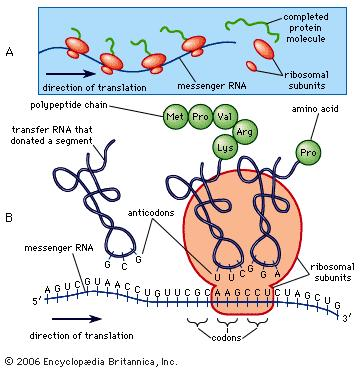 A
completed
protein
molecule
direction of translation
messenger RNA
ribosomal
subunits
polypeptide chain
Met Pro Val
Arg
Lys
amino acid
Pro
transfer RNA that
donated a segment
B
anticodons
G C G
U U C G G A
messenger RNA
ribosomal
subunits
5' A G U C G U A A C C U G U U C G C A A G C C U C U A G C U G 3'
direction of translation
codons
© 2006 Encyclopædia Britannica, Inc.